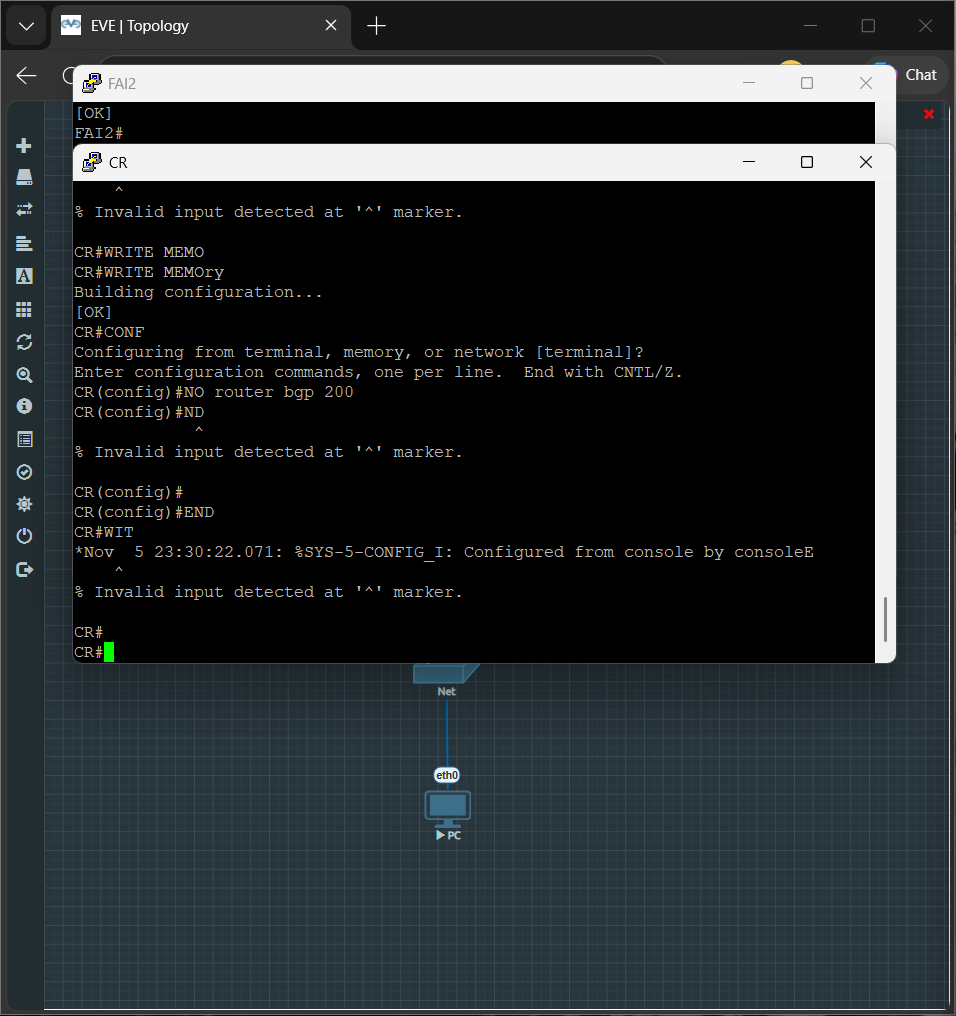 EVE | Topology
Chat
FAI2
[OK]
FAI2#
CR
^
% Invalid input detected at '^' marker.
CR#WRITE MEMO
CR#WRITE MEMOry
Building configuration...
[OK]
CR#CONF
Configuring from terminal, memory, or network [terminal]?
Enter configuration commands, one per line.  End with CNTL/Z.
CR(config)#NO router bgp 200
CR(config)#ND
^
% Invalid input detected at '^' marker.
CR(config)#
CR(config)#END
CR#WIT
*Nov  5 23:30:22.071: %SYS-5-CONFIG_I: Configured from console by consoleE
^
% Invalid input detected at '^' marker.
CR#
CR#
Net
eth0
PC